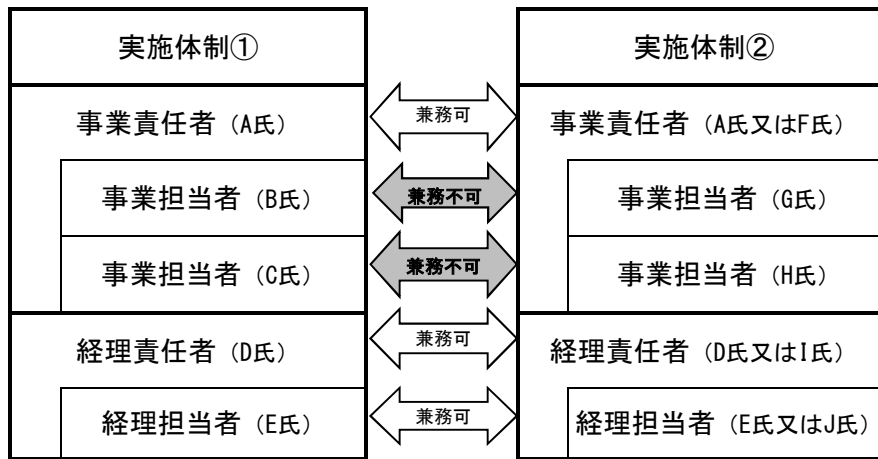 実施体制①
実施体制②
事業責任者（A氏）
兼務可
事業責任者（A氏又はF氏）
事業担当者（B氏）
兼務不可
事業担当者（G氏）
事業担当者（C氏）
兼務不可
事業担当者（H氏）
経理責任者（D氏）
兼務可
経理責任者（D氏又はI氏）
経理担当者（E氏）
兼務可
経理担当者（E氏又はJ氏）